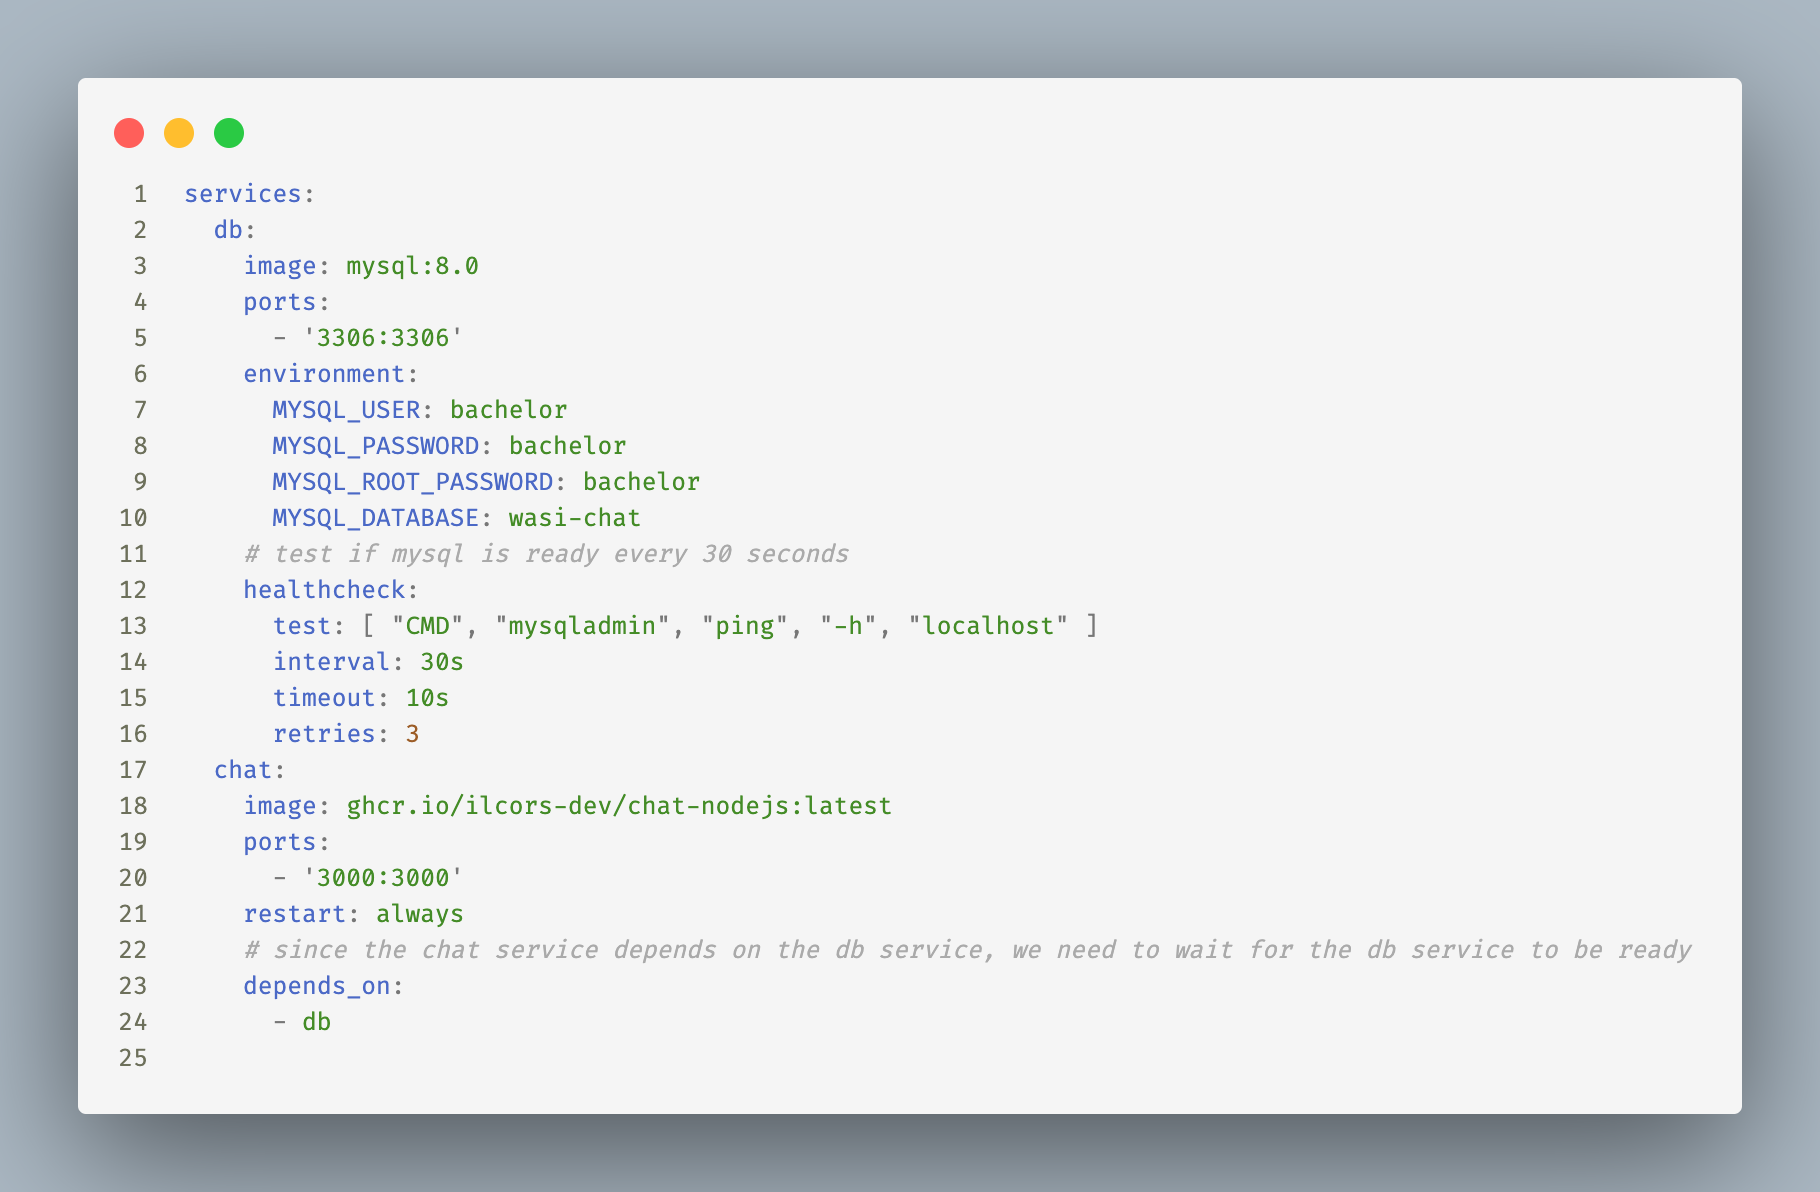 1 services:
2   db:
3     image: mysql:8.0
4     ports:
5       - '3306:3306'
6     environment:
7       MYSQL_USER: bachelor
8       MYSQL_PASSWORD: bachelor
9       MYSQL_ROOT_PASSWORD: bachelor
10       MYSQL_DATABASE: wasi-chat
11     # test if mysql is ready every 30 seconds
12     healthcheck:
13       test: [ "CMD", "mysqladmin", "ping", "-h", "localhost" ]
14       interval: 30s
15       timeout: 10s
16       retries: 3
17   chat:
18     image: ghcr.io/ilcors-dev/chat-nodejs:latest
19     ports:
20       - '3000:3000'
21     restart: always
22     # since the chat service depends on the db service, we need to wait for the db service to be ready
23     depends_on:
24       - db
25